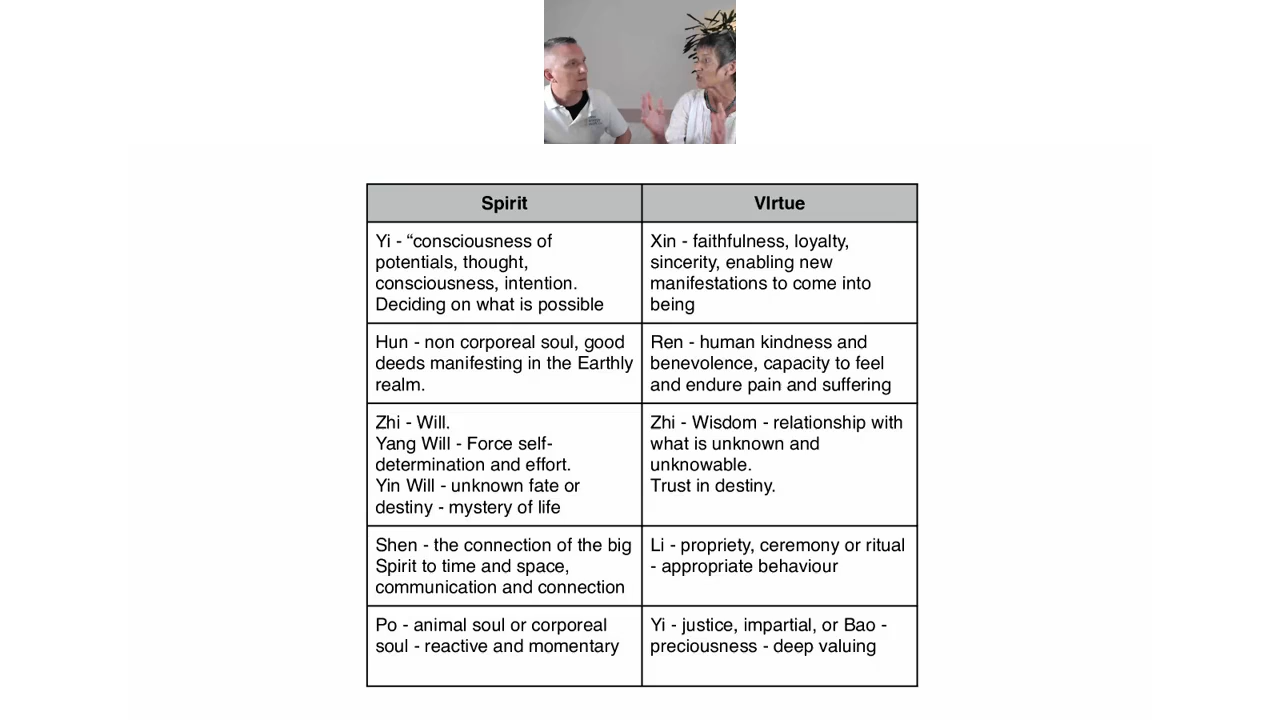 Spirit
VIrtue
Yi - “consciousness of
potentials, thought,
consciousness, intention.
Deciding on what is possible
Xin - faithfulness, loyalty,
sincerity, enabling new
manifestations to come into
being
Hun - non corporeal soul, good
deeds manifesting in the Earthly
realm.
Ren - human kindness and
benevolence, capacity to feel
and endure pain and suffering
Zhi - Will.
Yang Will - Force self-
determination and effort.
Yin Will - unknown fate or
destiny - mystery of life
Zhi - Wisdom - relationship with
what is unknown and
unknowable.
Trust in destiny.
Shen - the connection of the big
Spirit to time and space,
communication and connection
Li - propriety, ceremony or ritual
- appropriate behaviour
Po - animal soul or corporeal
soul - reactive and momentary
Yi - justice, impartial, or Bao -
preciousness - deep valuing